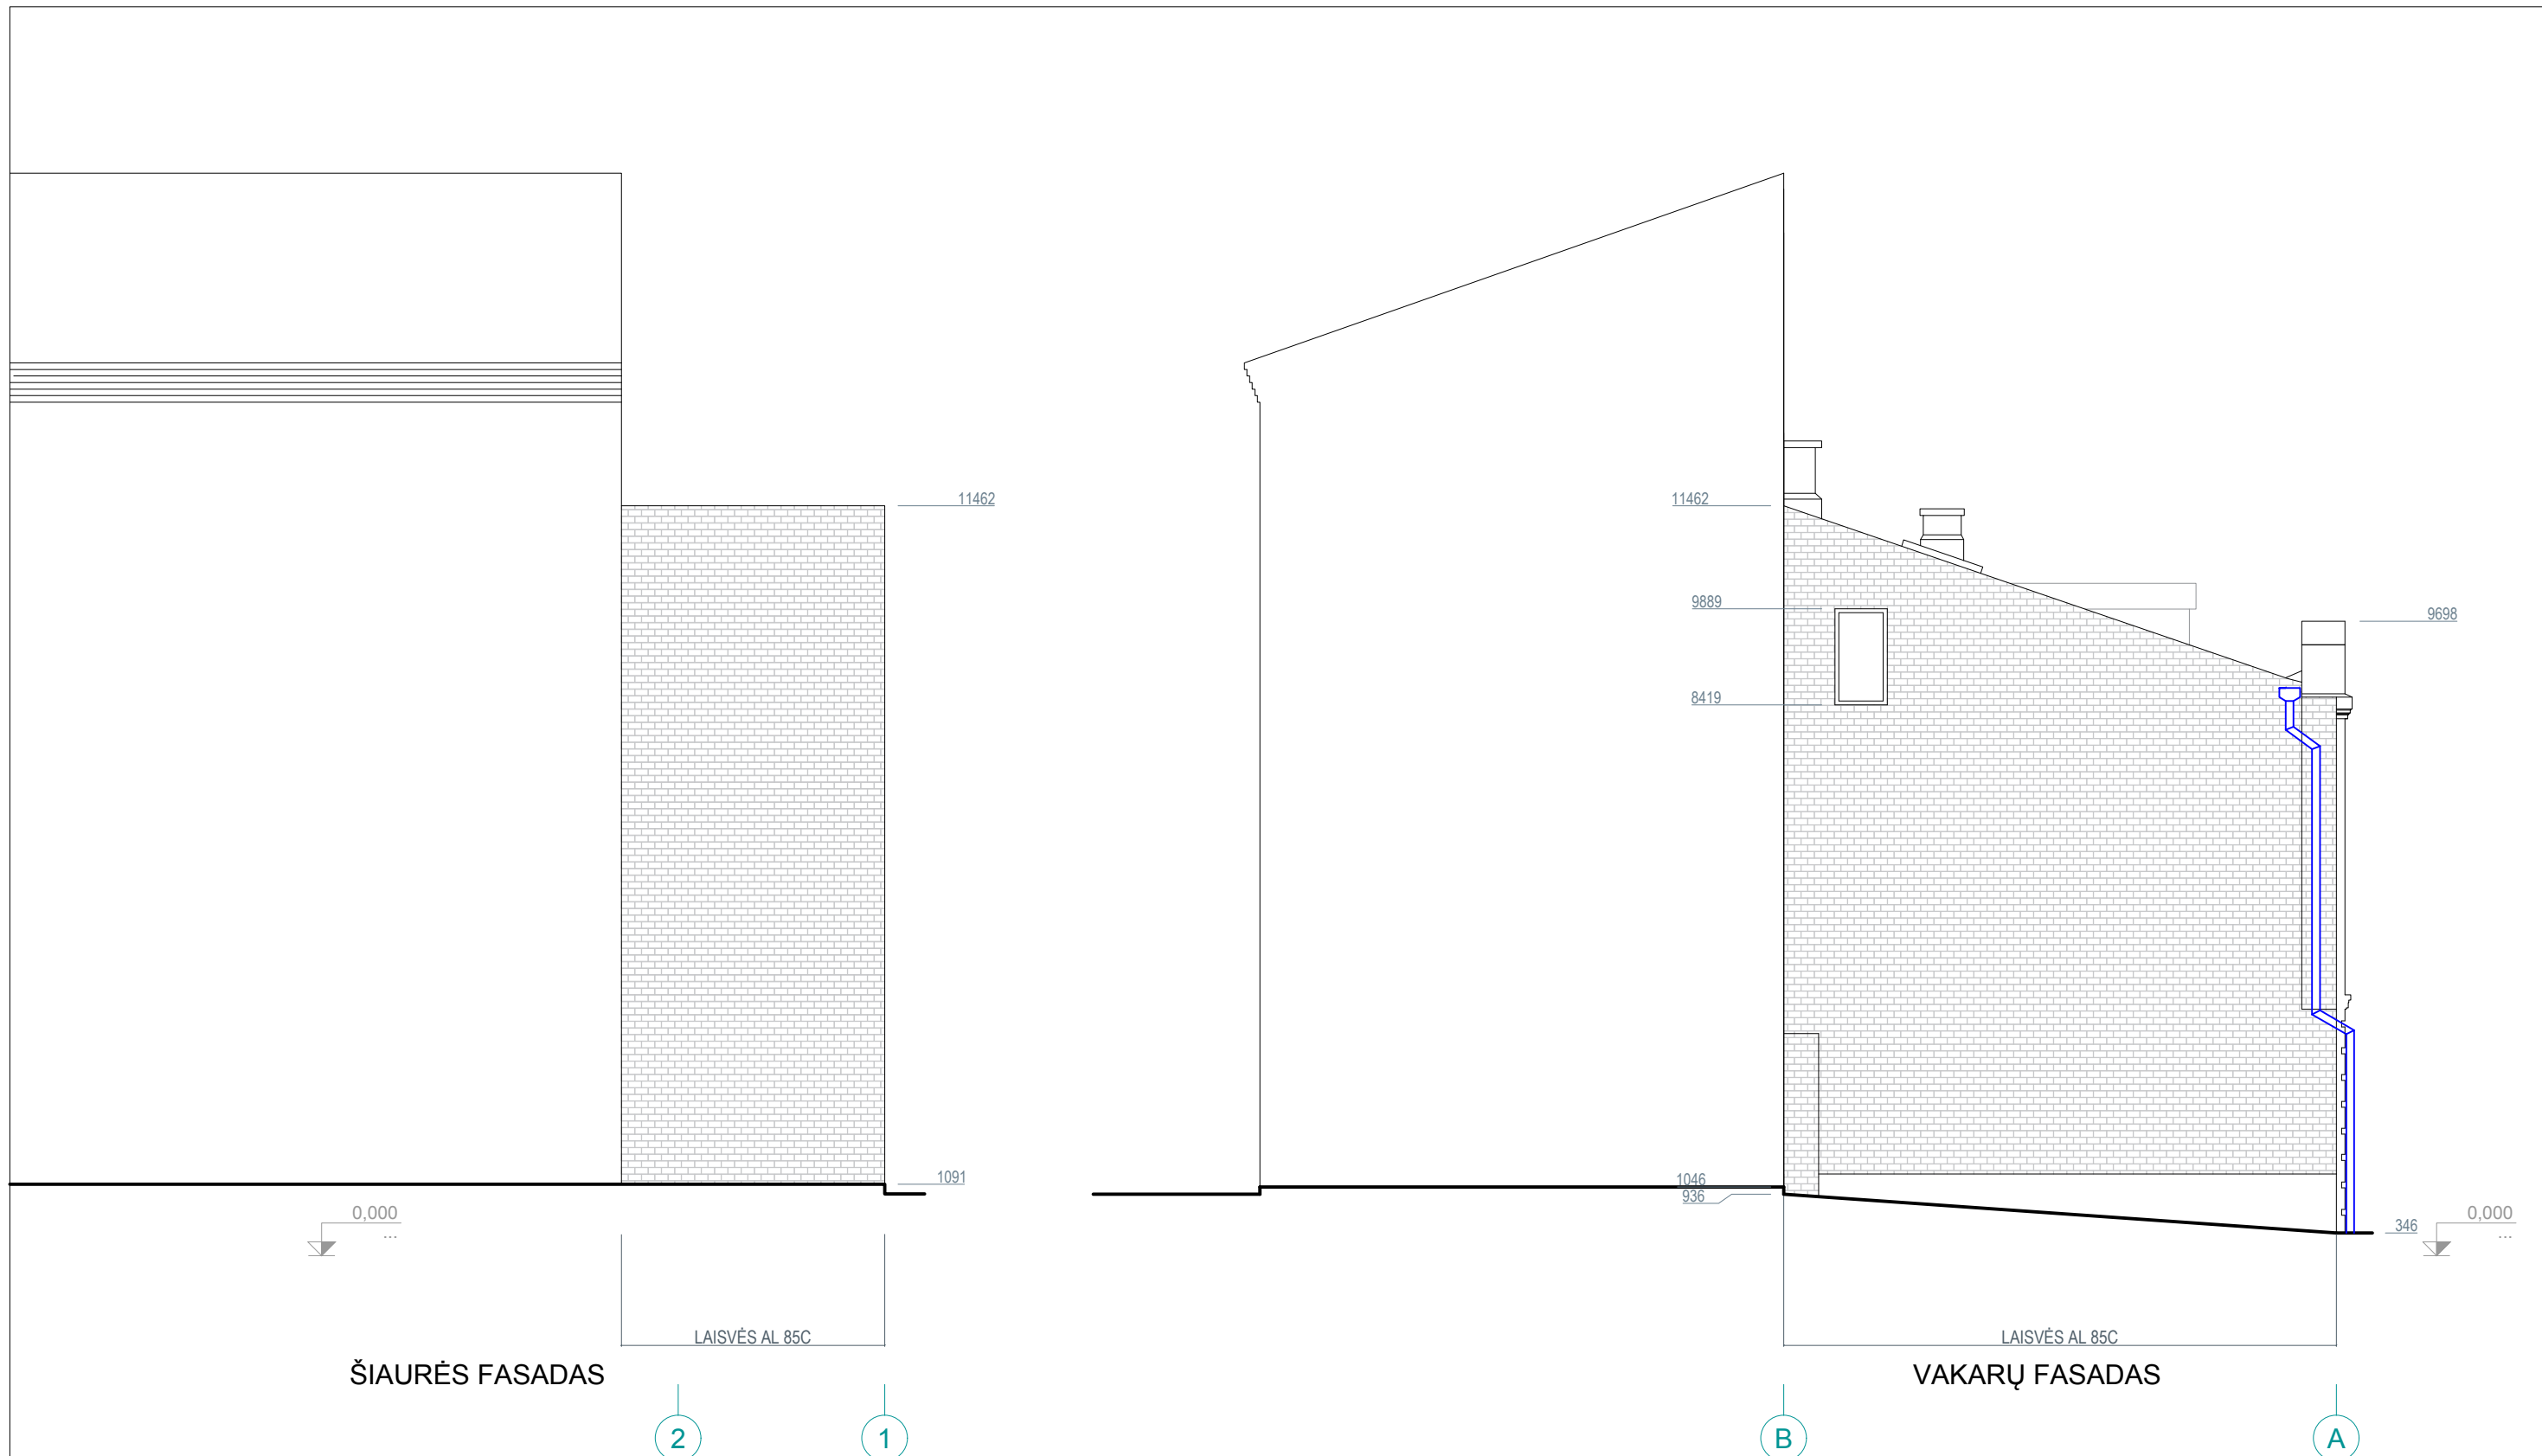 11462
1091
0,000
...
LAISVĖS AL 85C
ŠIAURĖS FASADAS
2
1
11462
9889
8419
9698
1046
936
346
0,000
...
LAISVĖS AL 85C
VAKARŲ FASADAS
B
A